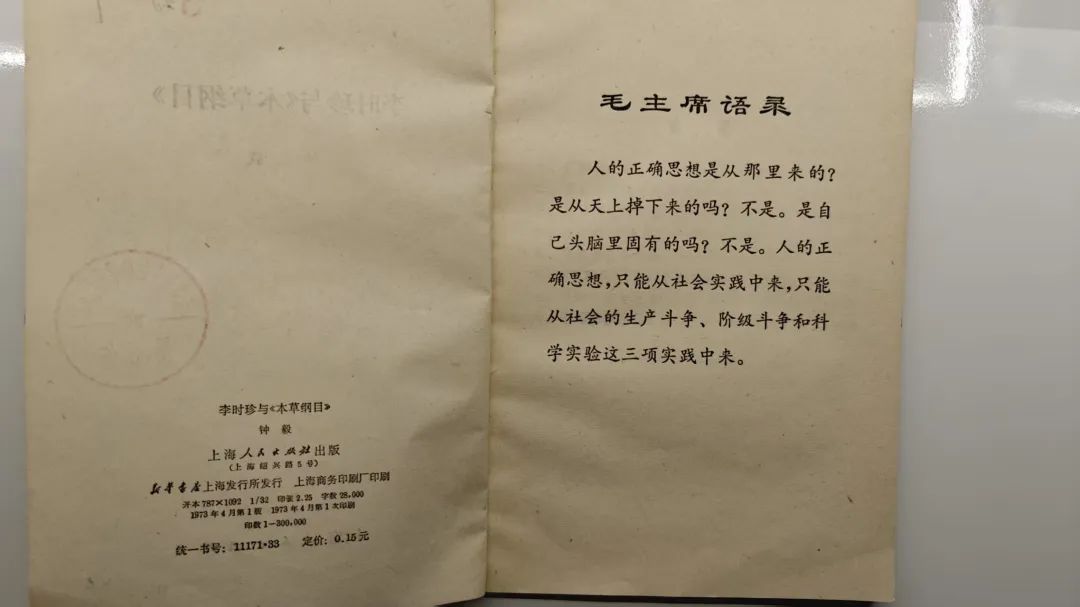 李时珍与《本草纲目》
钟 毅
上海人民出版社出版
(上海绍兴路5号)
新华书店上海发行所发行 上海商务印刷厂印刷
开本 787×1092 1/32 印张 2.25 字数 28,000
1973年4月第1版 1973年4月第1次印刷
印数 1—300,000
统一书号：11171·33 定价：0.15元
毛主席语录
人的正确思想是从那里来的？
是从天上掉下来的吗？不是。是自
己头脑里固有的吗？不是。人的正
确思想，只能从社会实践中来，只能
从社会的生产斗争、阶级斗争和科
学实验这三项实践中来。